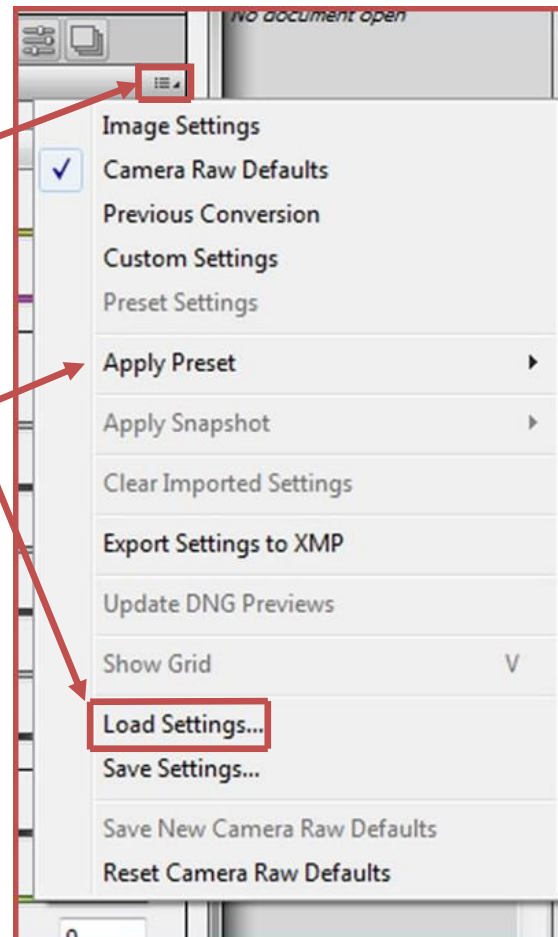 No document open
Image Settings
Camera Raw Defaults
Previous Conversion
Custom Settings
Preset Settings
Apply Preset
Apply Snapshot
Clear Imported Settings
Export Settings to XMP
Update DNG Previews
Show Grid V
Load Settings...
Save Settings...
Save New Camera Raw Defaults
Reset Camera Raw Defaults
0